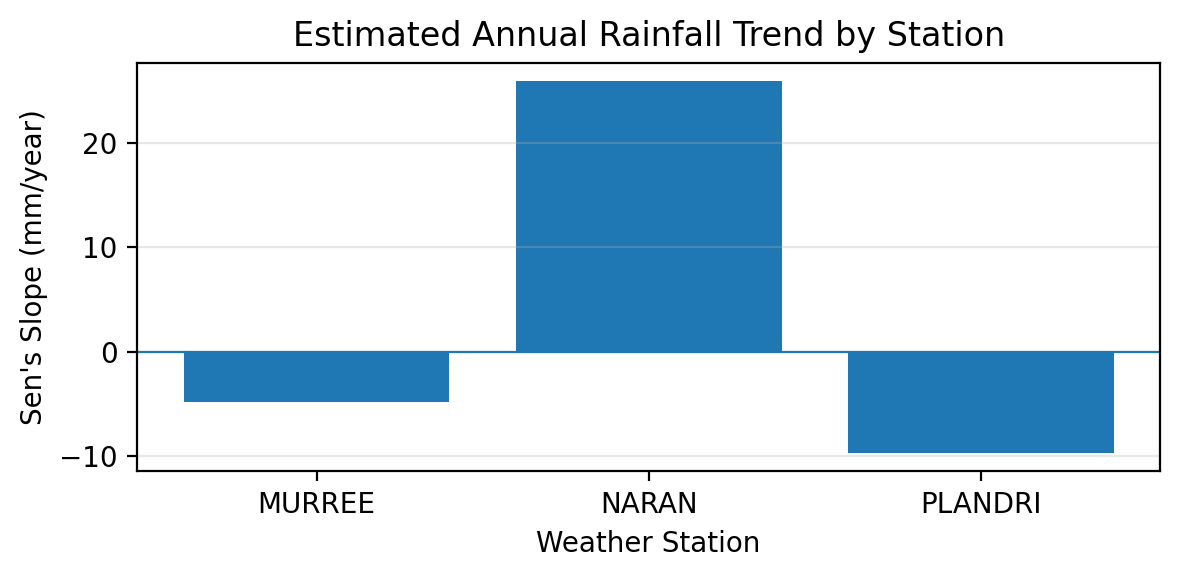 Estimated Annual Rainfall Trend by Station
Sen's Slope (mm/year)
20
10
0
−10
MURREE NARAN PLANDRI
Weather Station